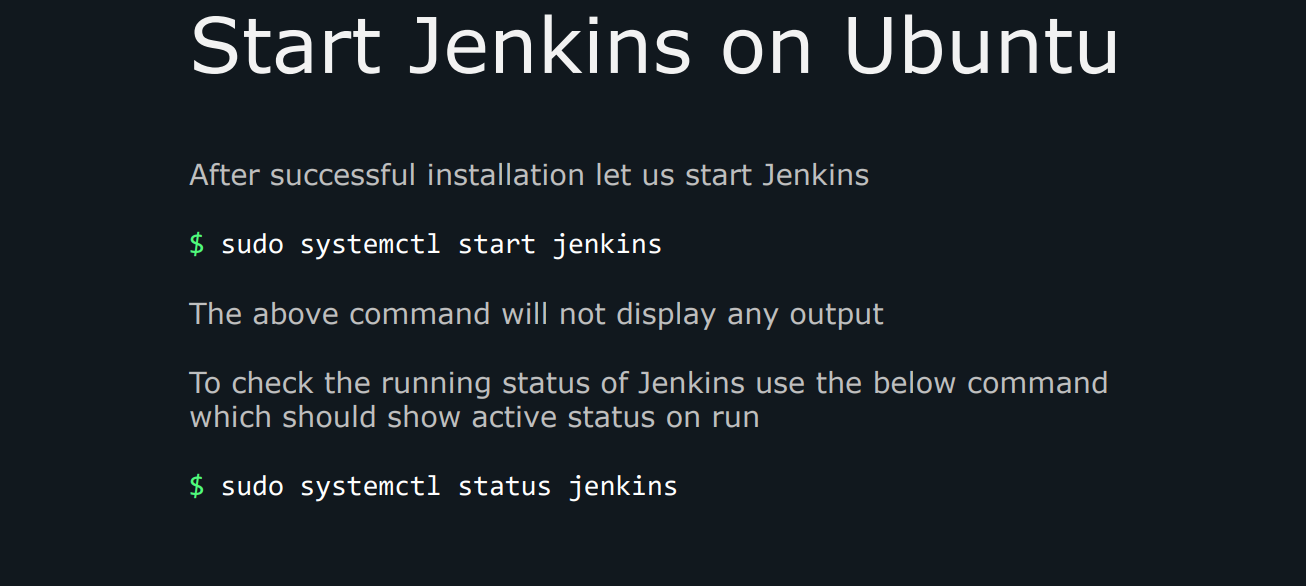 Start Jenkins on Ubuntu
After successful installation let us start Jenkins
$ sudo systemctl start jenkins
The above command will not display any output
To check the running status of Jenkins use the below command
which should show active status on run
$ sudo systemctl status jenkins